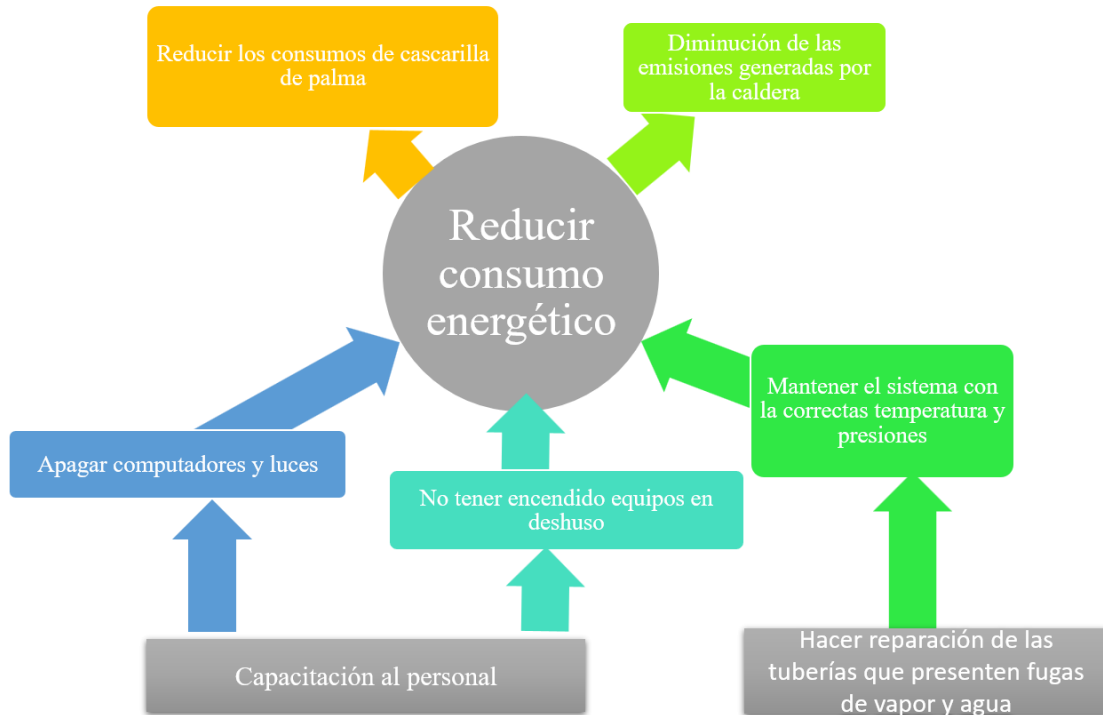 Reducir los consumos de cascarilla
de palma
Diminución de las
emisiones generadas por
la caldera
Reducir
consumo
energético
Apagar computadores y luces
No tener encendido equipos en
deshuso
Mantener el sistema con
la correctas temperatura y
presiones
Capacitación al personal
Hacer reparación de las
tuberías que presenten fugas
de vapor y agua